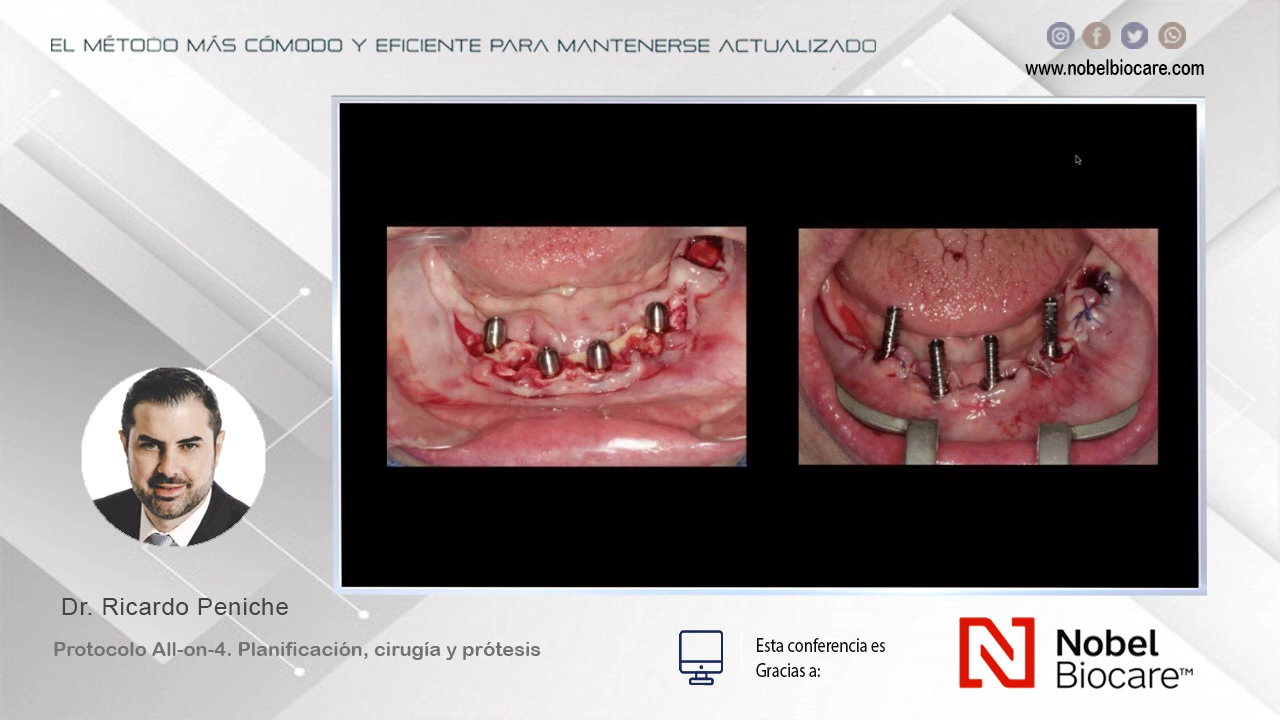 EL MÉTODO MÁS CÓMODO Y EFICIENTE PARA MANTENERSE ACTUALIZADO
www.nobelbiocare.com
Dr. Ricardo Peniche
Protocolo All-on-4. Planificación, cirugía y prótesis
Esta conferencia es
Gracias a:
Nobel
Biocare™